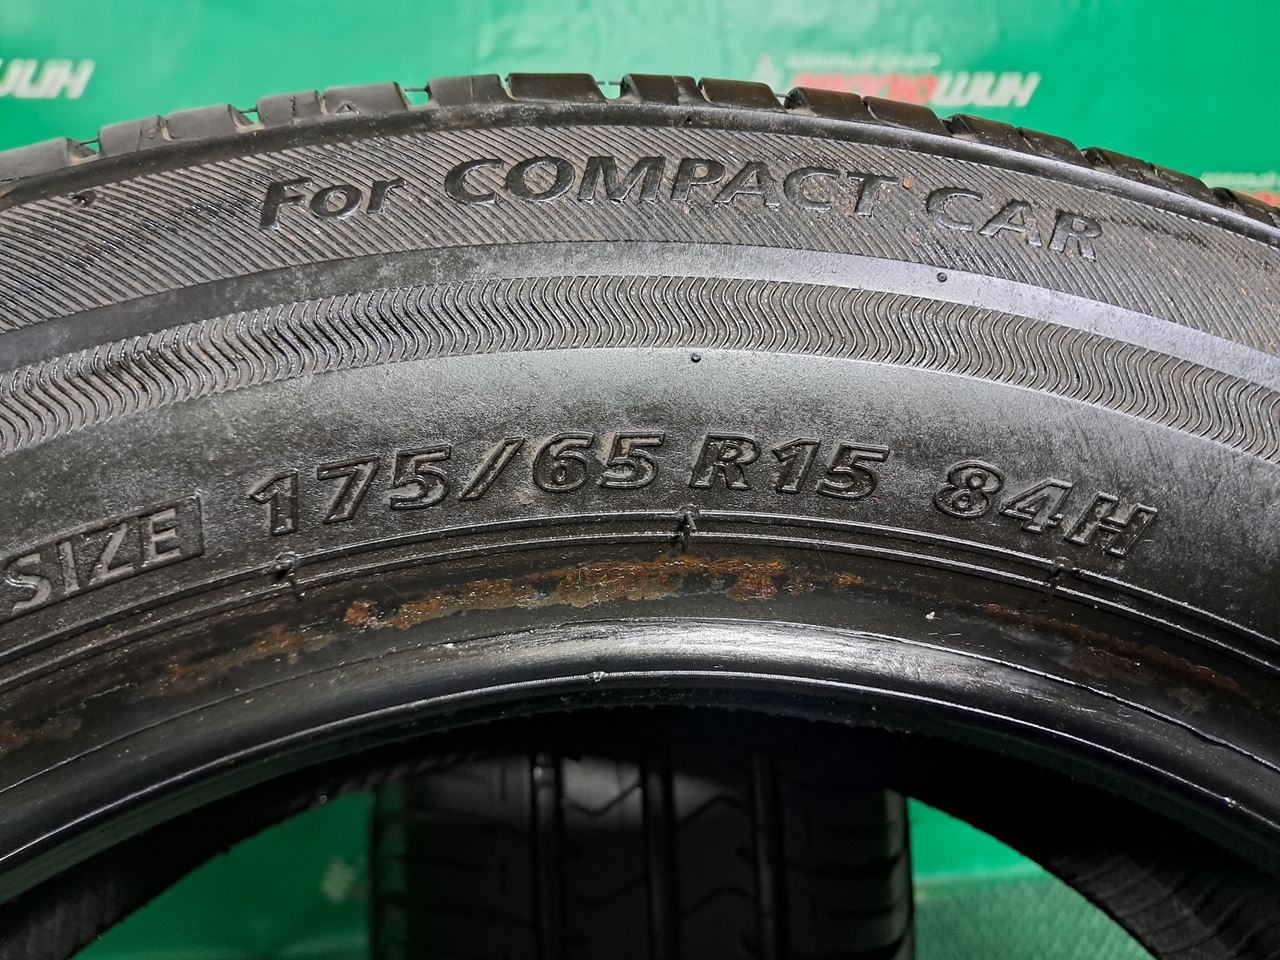 For COMPACT CAR
SIZE 175/65 R15 84H